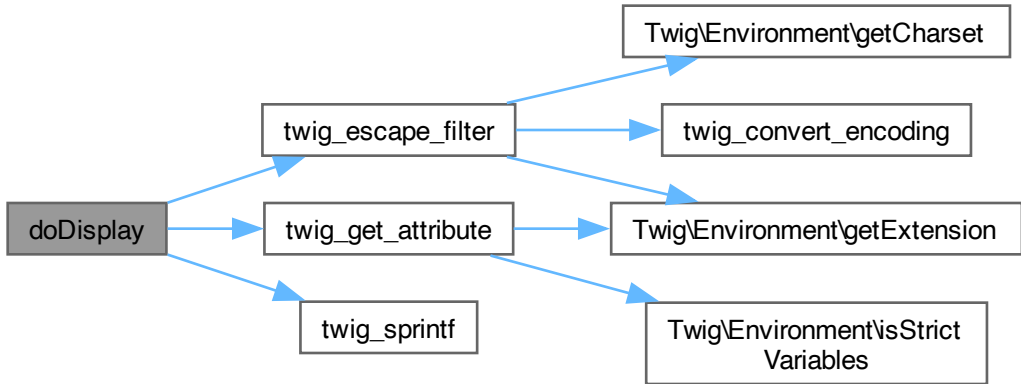 Twig\Environment\getCharset
twig_escape_filter
twig_convert_encoding
doDisplay
twig_get_attribute
Twig\Environment\getExtension
twig_sprintf
Twig\Environment\isStrict
Variables